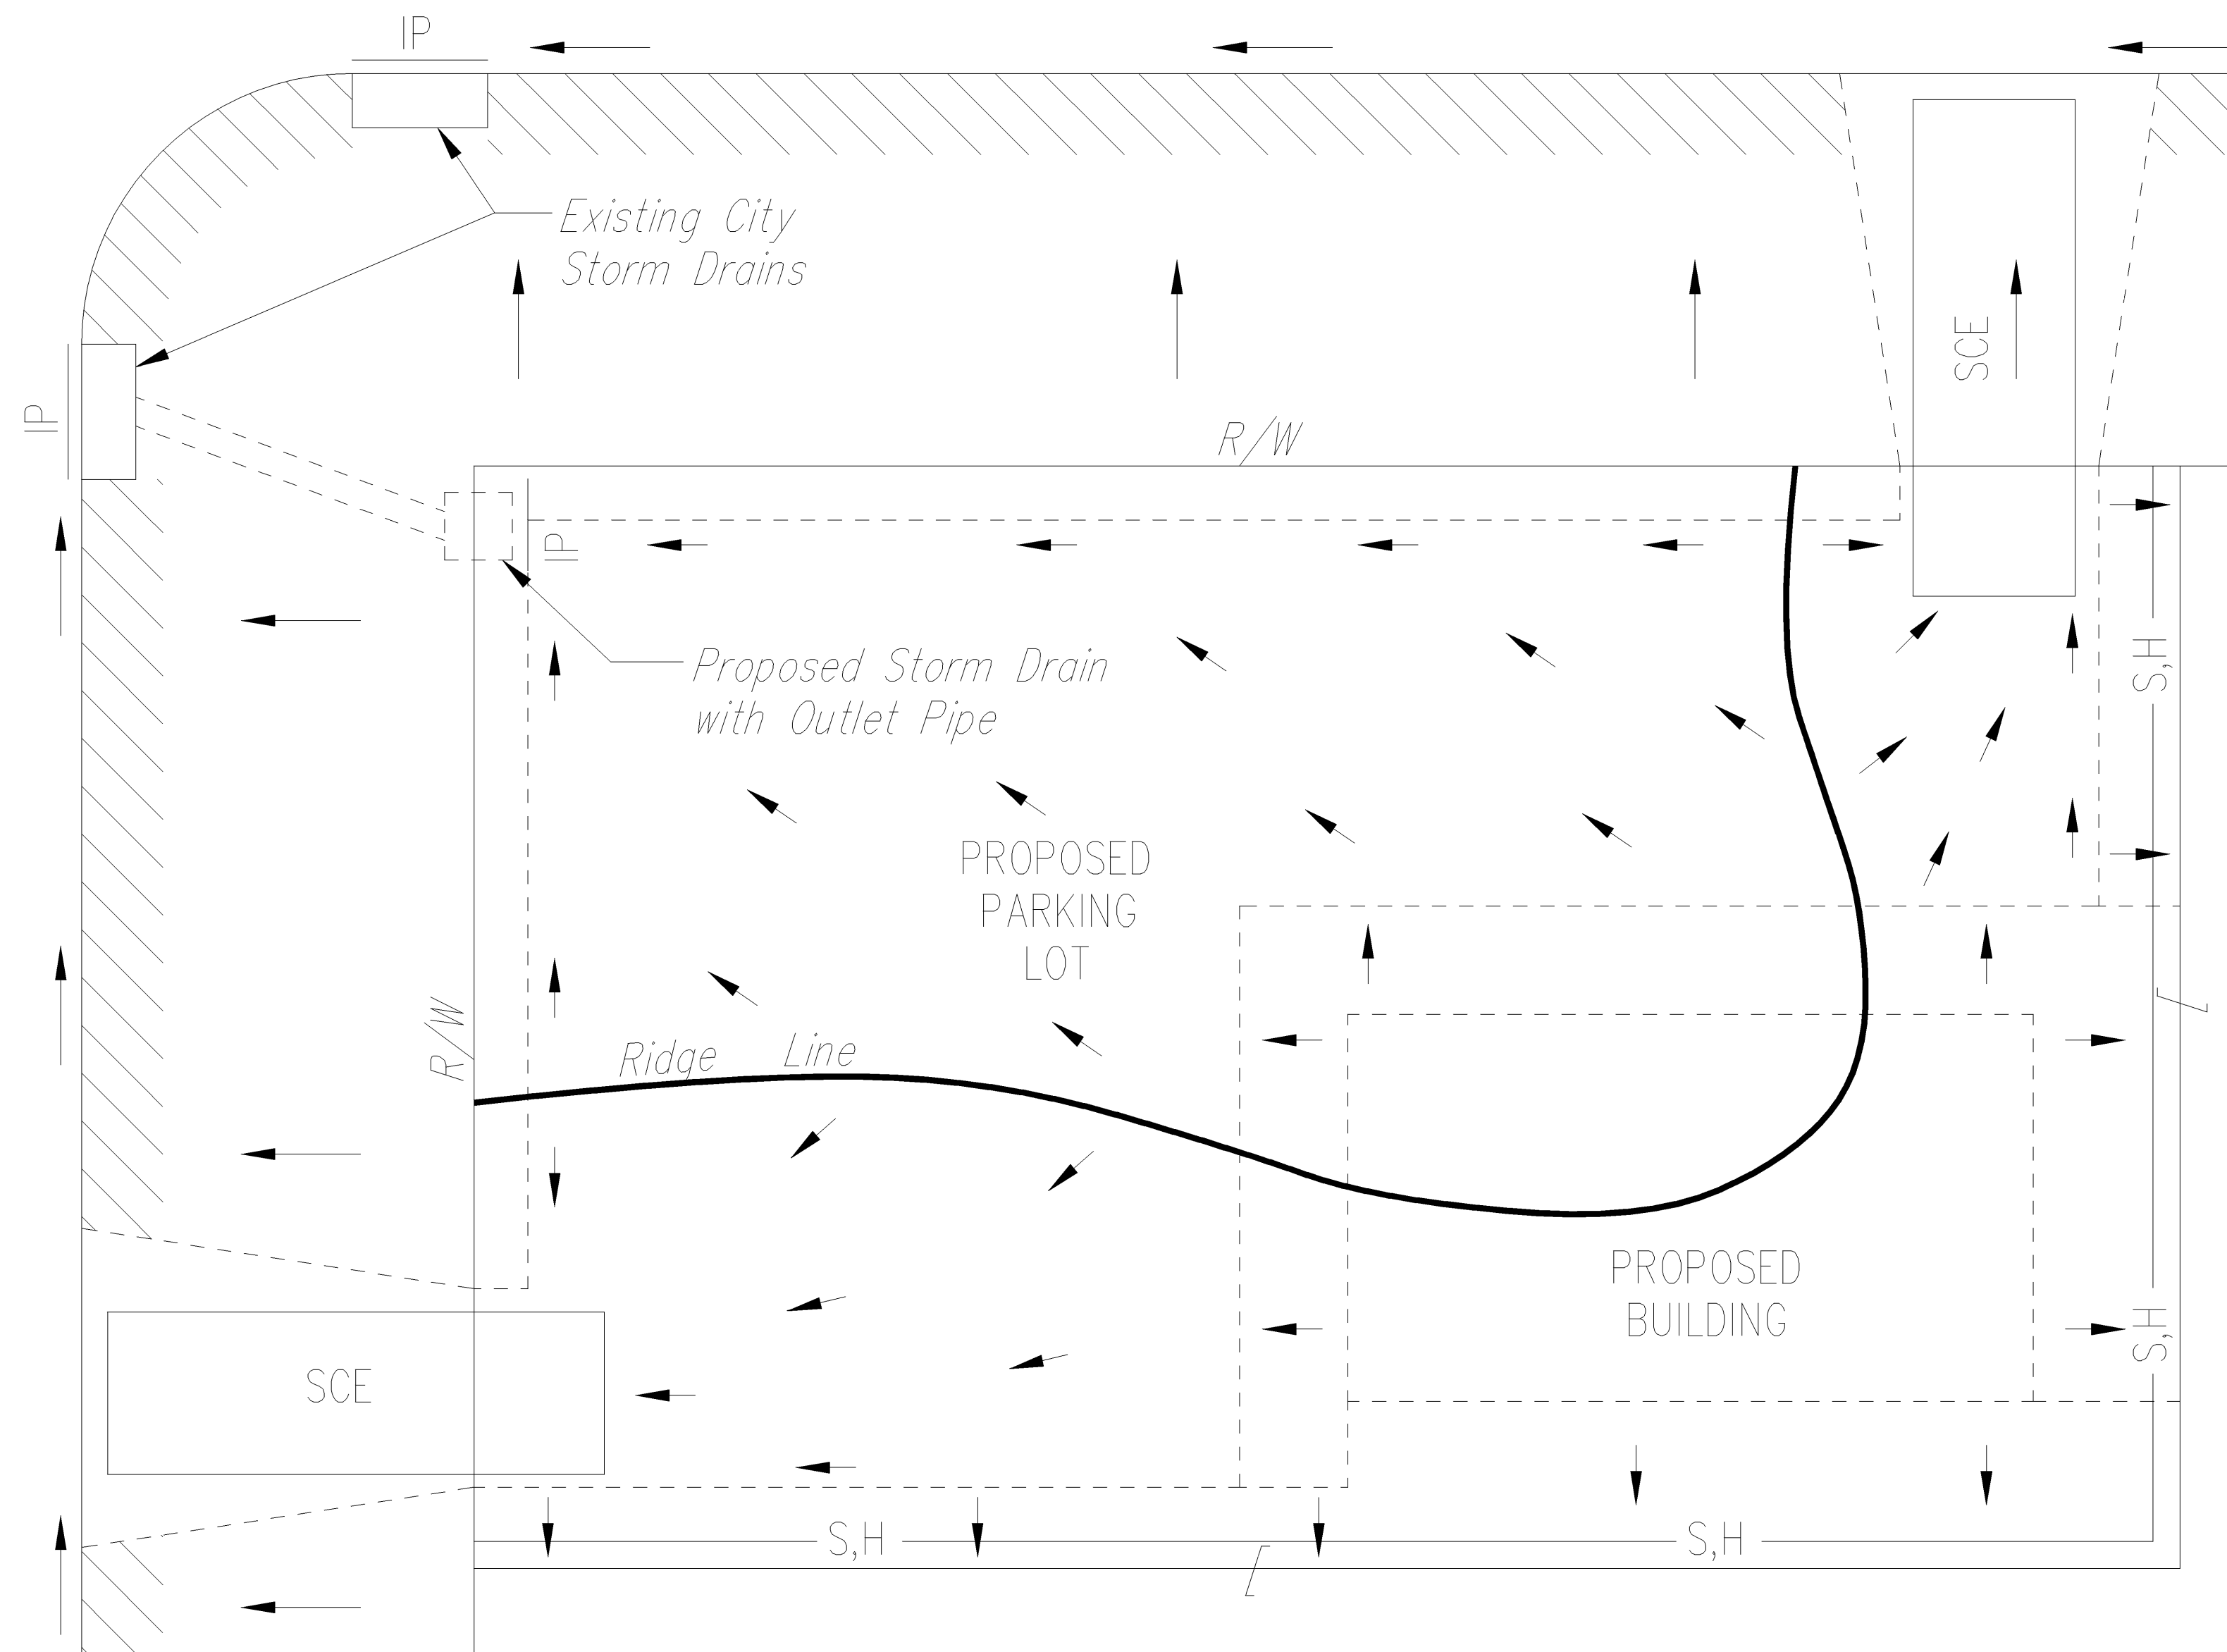 IP
Existing City
Storm Drains
SCE
IP
R/W
IP
S,H
Proposed Storm Drain
with Outlet Pipe
PROPOSED
PARKING
LOT
R/W
Ridge Line
PROPOSED
BUILDING
S,H
SCE
S,H
S,H